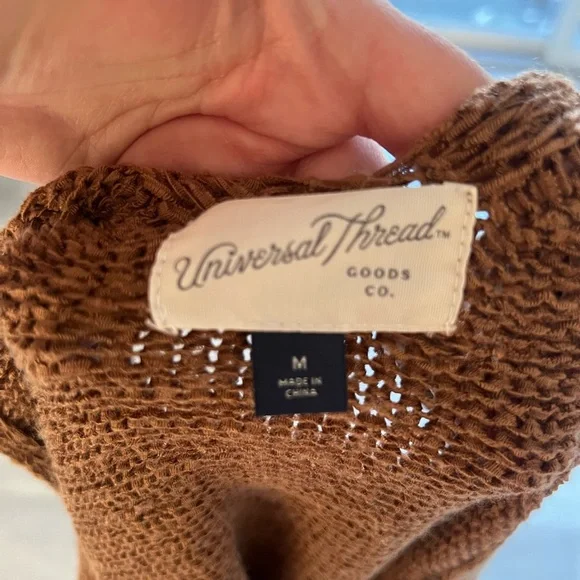 Universal Thread™
GOODS
CO.
M
MADE IN
CHINA